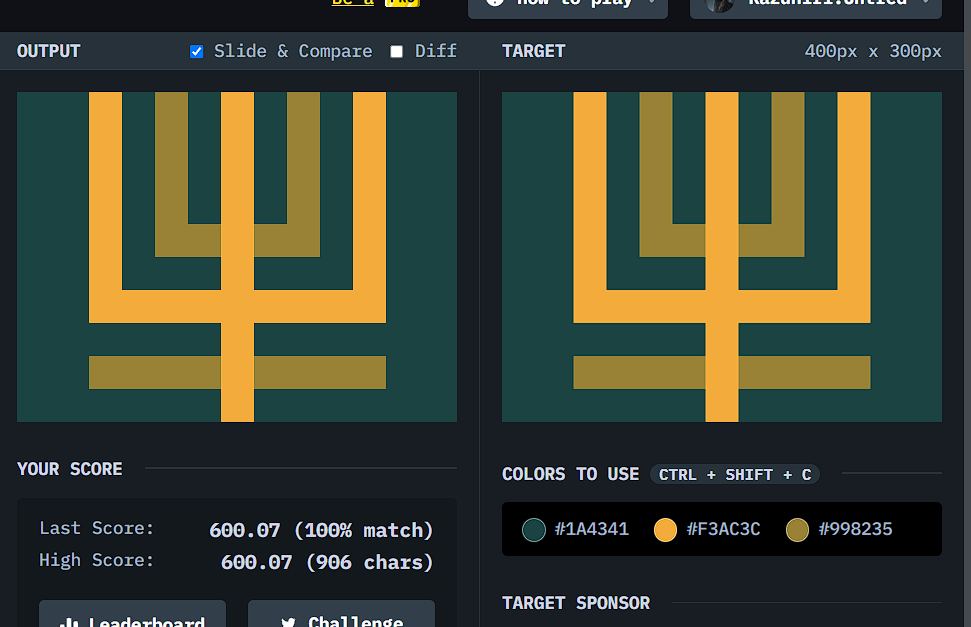 Be a PRO
How to play
Kazuhiri.Untied
OUTPUT
Slide & Compare
Diff
TARGET
400px x 300px
YOUR SCORE
Last Score: 600.07 (100% match)
High Score: 600.07 (906 chars)
Leaderboard
Challenge
COLORS TO USE CTRL + SHIFT + C
#1A4341 #F3AC3C #998235
TARGET SPONSOR